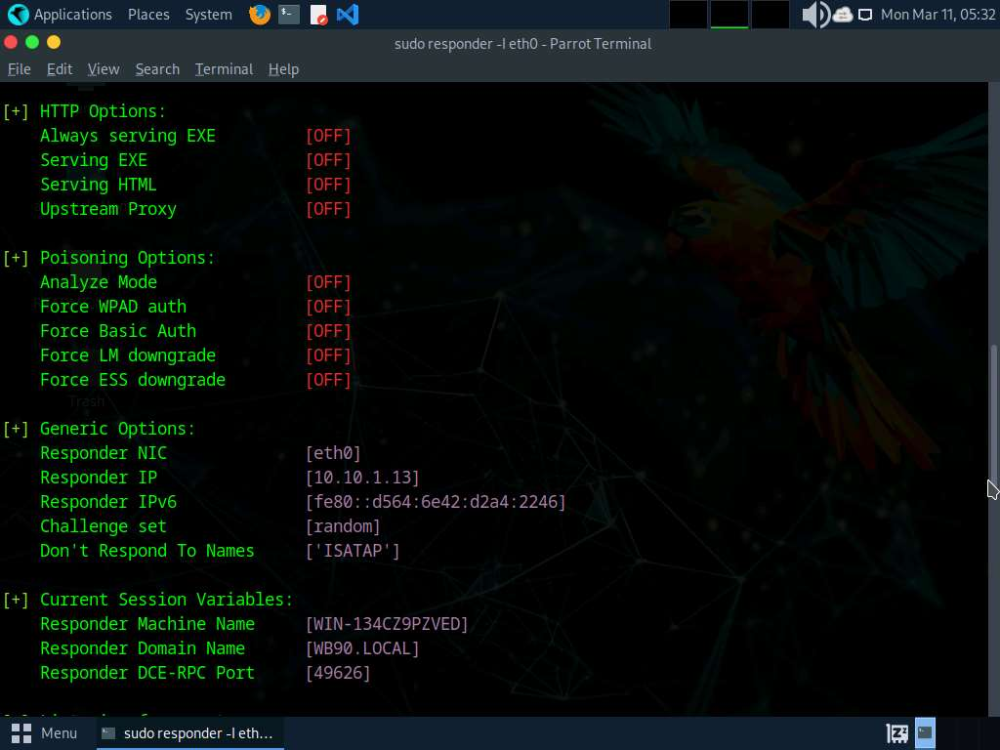 Applications Places System Mon Mar 11, 05:32
sudo responder -I eth0 - Parrot Terminal
File Edit View Search Terminal Help
[+] HTTP Options:
Always serving EXE [OFF]
Serving EXE [OFF]
Serving HTML [OFF]
Upstream Proxy [OFF]
[+] Poisoning Options:
Analyze Mode [OFF]
Force WPAD auth [OFF]
Force Basic Auth [OFF]
Force LM downgrade [OFF]
Force ESS downgrade [OFF]
Trash
[+] Generic Options:
Responder NIC [eth0]
Responder IP [10.10.1.13]
Responder IPv6 [fe80::d564:6e42:d2a4:2246]
Challenge set [random]
Don't Respond To Names ['ISATAP']
[+] Current Session Variables:
Responder Machine Name [WIN-134CZ9PZVED]
Responder Domain Name [WB90.LOCAL]
Responder DCE-RPC Port [49626]
Menu sudo responder -I eth...